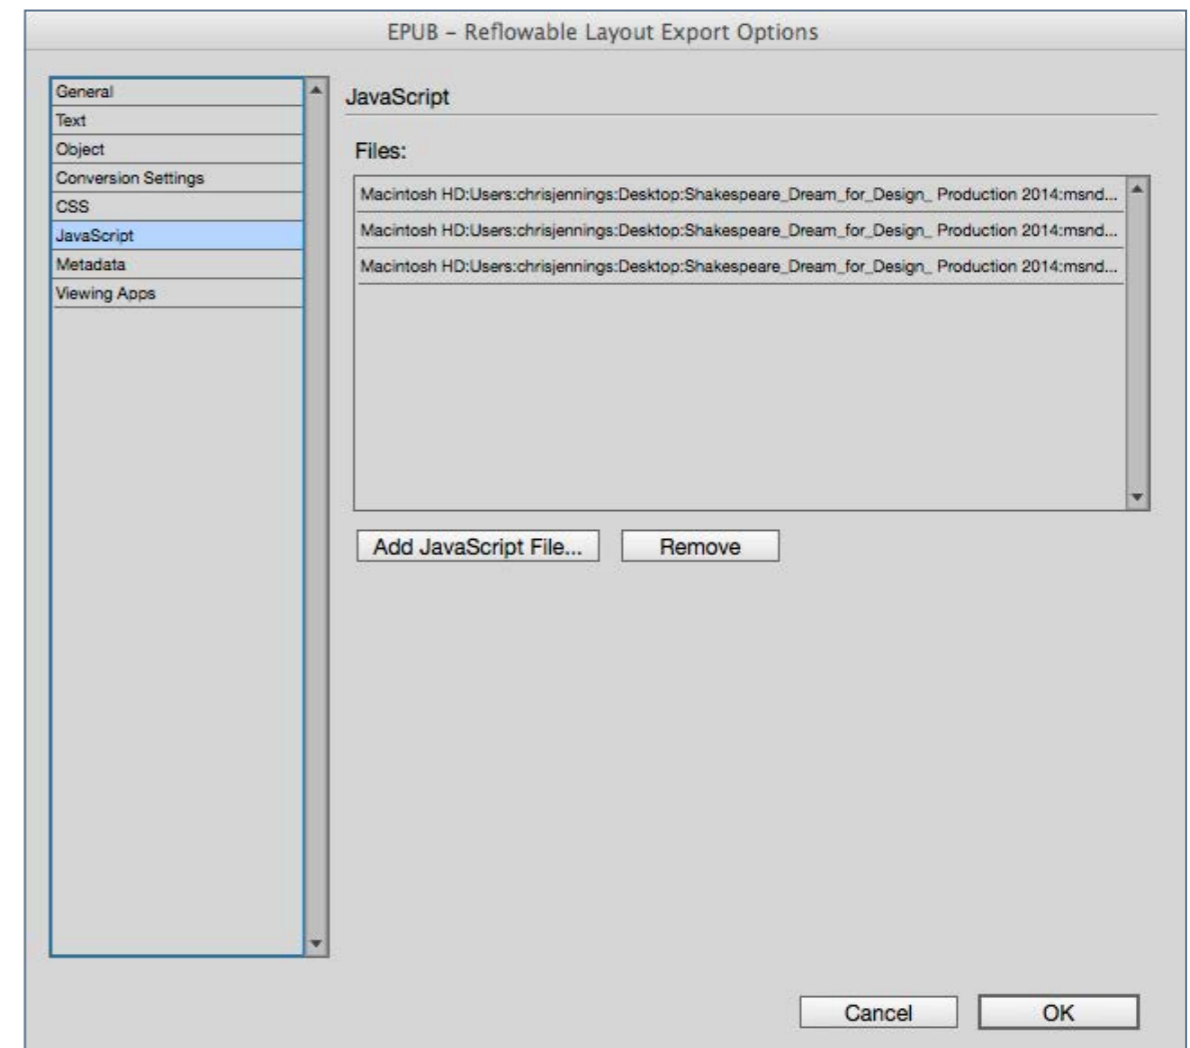 EPUB – Reflowable Layout Export Options
General
Text
Object
Conversion Settings
CSS
JavaScript
Metadata
Viewing Apps
JavaScript
Files:
Macintosh HD:Users:chrisjennings:Desktop:Shakespeare_Dream_for_Design_ Production 2014:msnd...
Macintosh HD:Users:chrisjennings:Desktop:Shakespeare_Dream_for_Design_ Production 2014:msnd...
Macintosh HD:Users:chrisjennings:Desktop:Shakespeare_Dream_for_Design_ Production 2014:msnd...
Add JavaScript File... Remove
Cancel OK